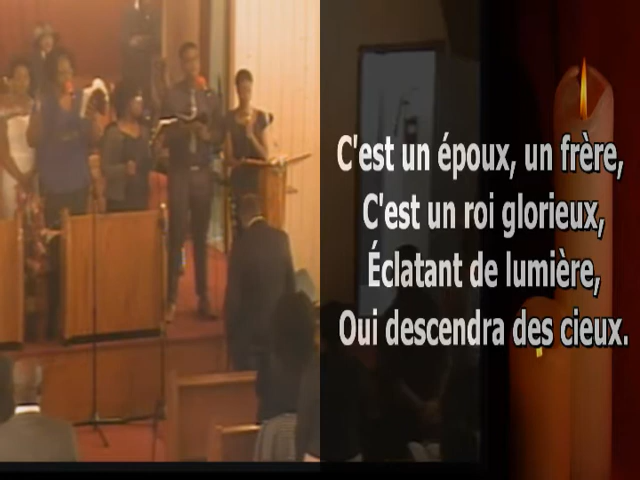 C'est un époux, un frère,
C'est un roi glorieux,
Éclatant de lumière,
Oui descendra des cieux.